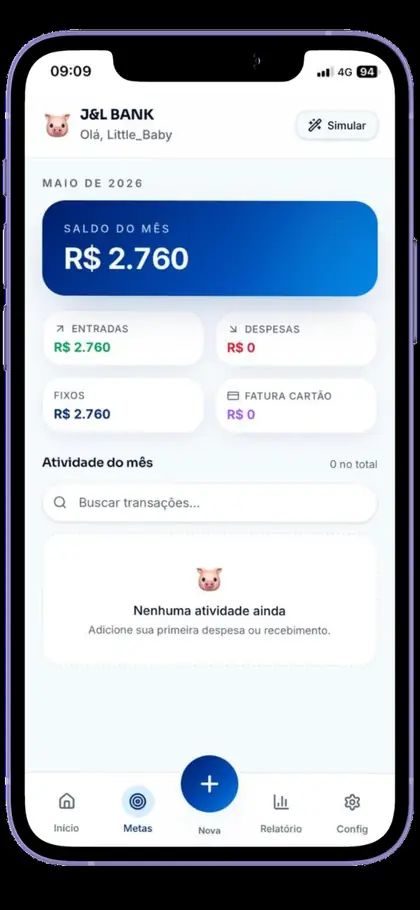 09:09
4G 94
J&L BANK
Olá, Little_Baby
Simular
MAIO DE 2026
SALDO DO MÊS
R$ 2.760
ENTRADAS
R$ 2.760
DESPESAS
R$ 0
FIXOS
R$ 2.760
FATURA CARTÃO
R$ 0
Atividade do mês
0 no total
Buscar transações...
Nenhuma atividade ainda
Adicione sua primeira despesa ou recebimento.
Início
Metas
Nova
Relatório
Config